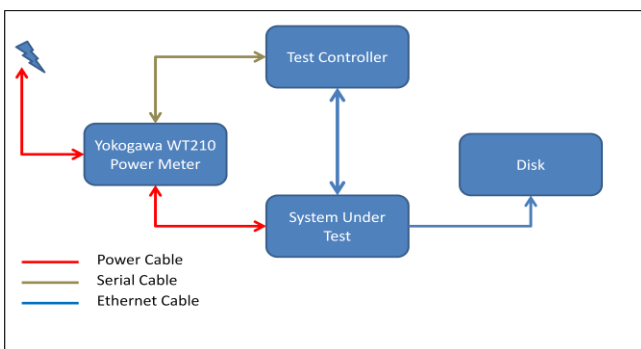 Test Controller
Yokogawa WT210
Power Meter
Disk
System Under
Test
Power Cable
Serial Cable
Ethernet Cable